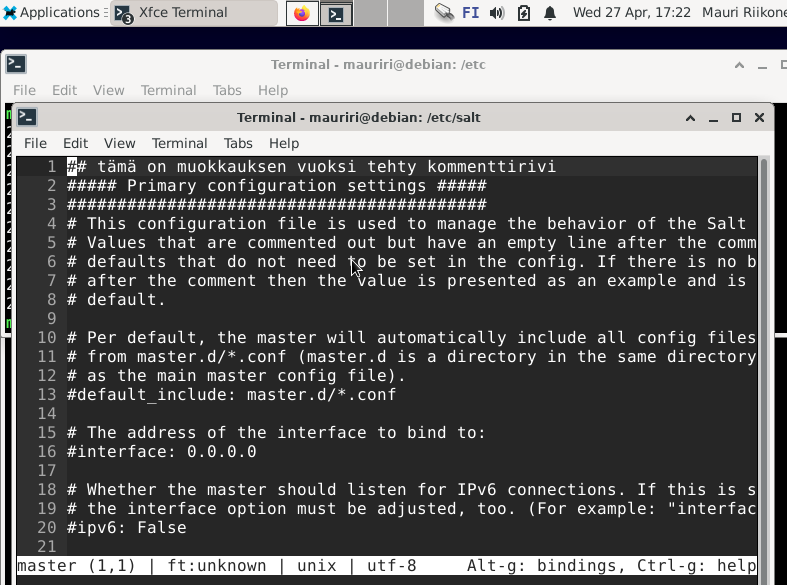 Applications
3
Xfce Terminal
FI
Wed 27 Apr, 17:22
Mauri Riikone
Terminal - mauriri@debian: /etc
File Edit View Terminal Tabs Help
Terminal - mauriri@debian: /etc/salt
File Edit View Terminal Tabs Help
1 ## tämä on muokkauksen vuoksi tehty kommenttirivi
2 ##### Primary configuration settings #####
3 ##########################################
4 # This configuration file is used to manage the behavior of the Salt
5 # Values that are commented out but have an empty line after the comm
6 # defaults that do not need to be set in the config. If there is no b
7 # after the comment then the value is presented as an example and is
8 # default.
9
10 # Per default, the master will automatically include all config files
11 # from master.d/*.conf (master.d is a directory in the same directory
12 # as the main master config file).
13 #default_include: master.d/*.conf
14
15 # The address of the interface to bind to:
16 #interface: 0.0.0.0
17
18 # Whether the master should listen for IPv6 connections. If this is s
19 # the interface option must be adjusted, too. (For example: "interfac
20 #ipv6: False
21
master (1,1) | ft:unknown | unix | utf-8 Alt-g: bindings, Ctrl-g: help